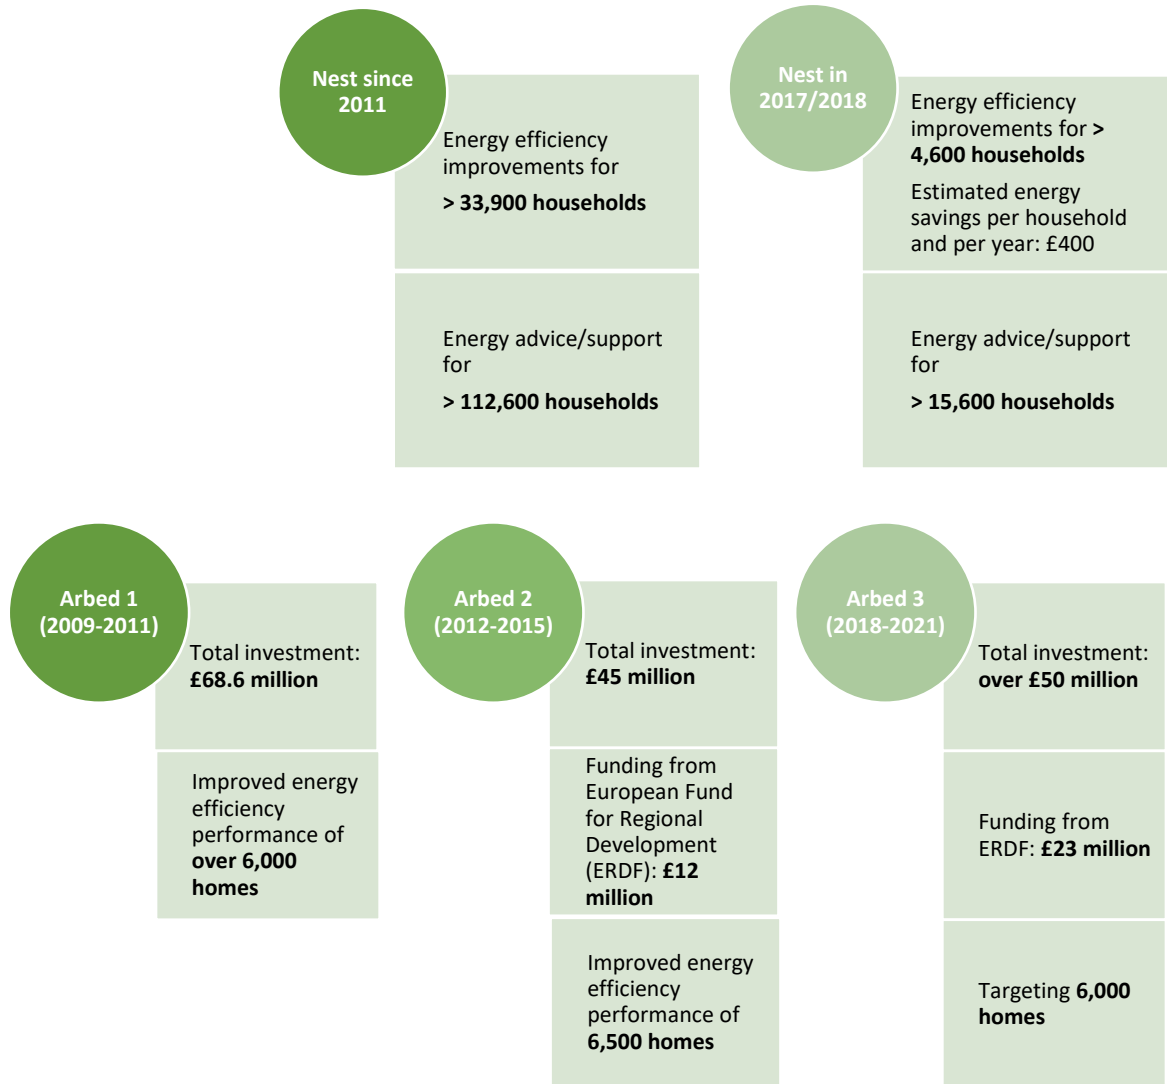 Nest since
2011
Energy efficiency
improvements for
> 33,900 households
Energy advice/support
for
> 112,600 households
Nest in
2017/2018
Energy efficiency
improvements for >
4,600 households
Estimated energy
savings per household
and per year: £400
Energy advice/support
for
> 15,600 households
Arbed 1
(2009-2011)
Total investment:
£68.6 million
Improved energy
efficiency
performance of
over 6,000
homes
Arbed 2
(2012-2015)
Total investment:
£45 million
Funding from
European Fund
for Regional
Development
(ERDF): £12
million
Improved energy
efficiency
performance of
6,500 homes
Arbed 3
(2018-2021)
Total investment:
over £50 million
Funding from
ERDF: £23 million
Targeting 6,000
homes